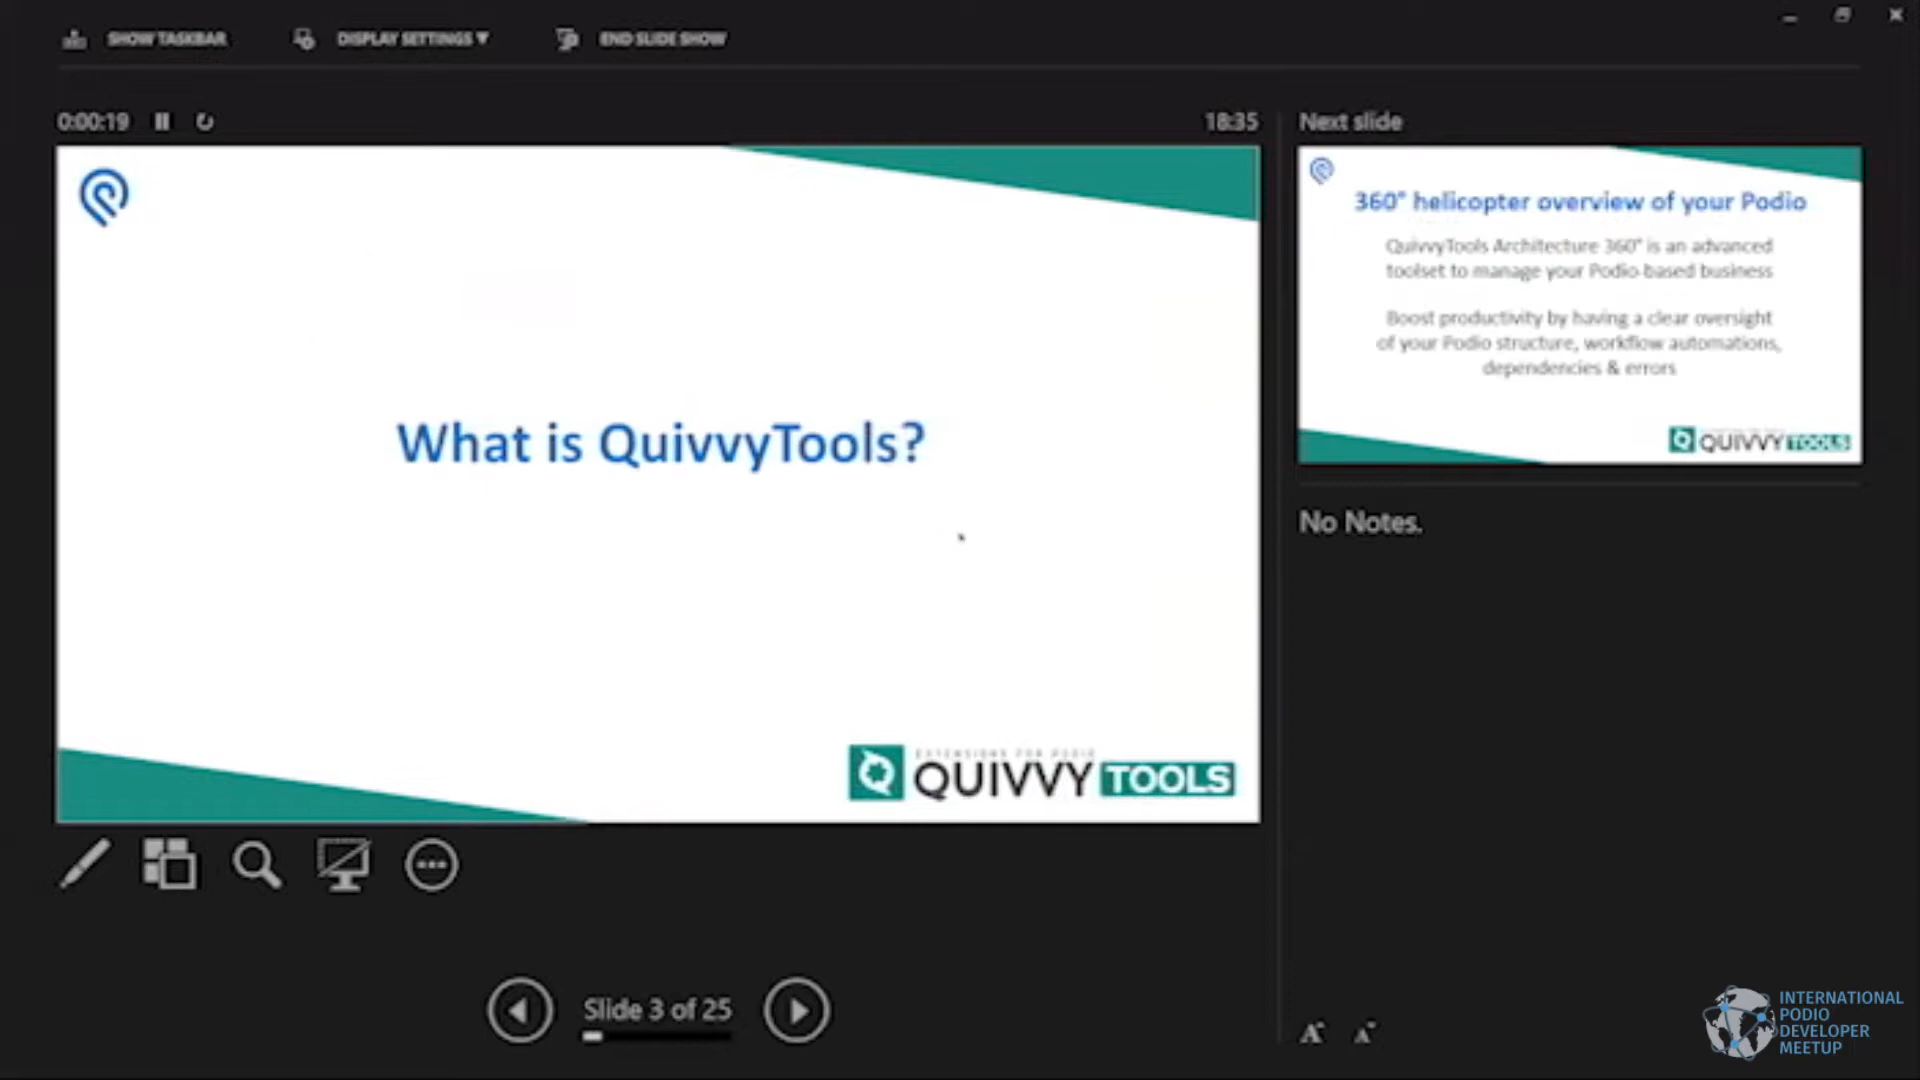 SHOW TASKBAR
DISPLAY SETTINGS ▼
END SLIDE SHOW
0:00:19
18:35
What is QuivvyTools?
EXTENSIONS FOR PODIO
QUIVVY TOOLS
Next slide
360° helicopter overview of your Podio
QuivvyTools Architecture 360° is an advanced
toolset to manage your Podio-based business
Boost productivity by having a clear oversight
of your Podio structure, workflow automations,
dependencies & errors
QUIVVY TOOLS
No Notes.
Slide 3 of 25
A A
INTERNATIONAL
PODIO
DEVELOPER
MEETUP